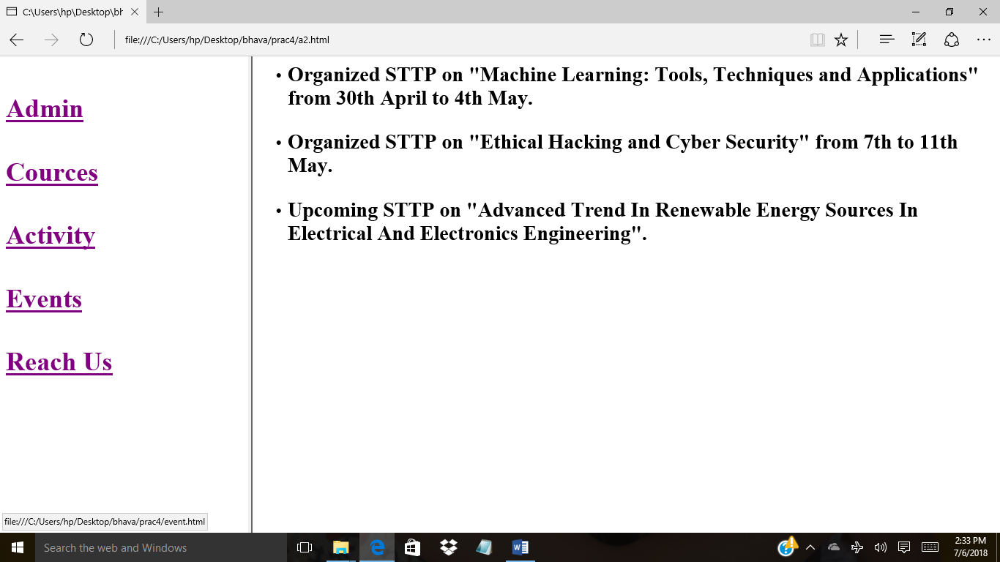 C:\Users\hp\Desktop\bh
file:///C:/Users/hp/Desktop/bhava/prac4/a2.html
Admin
Cources
Activity
Events
Reach Us
• Organized STTP on "Machine Learning: Tools, Techniques and Applications"
from 30th April to 4th May.
• Organized STTP on "Ethical Hacking and Cyber Security" from 7th to 11th
May.
• Upcoming STTP on "Advanced Trend In Renewable Energy Sources In
Electrical And Electronics Engineering".
file:///C:/Users/hp/Desktop/bhava/prac4/event.html
Search the web and Windows
2:33 PM
7/6/2018